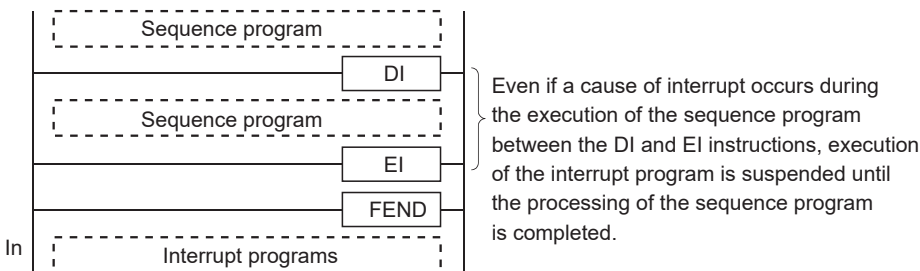 Sequence program
DI
Sequence program
EI
FEND
In
Interrupt programs
Even if a cause of interrupt occurs during
the execution of the sequence program
between the DI and EI instructions, execution
of the interrupt program is suspended until
the processing of the sequence program
is completed.